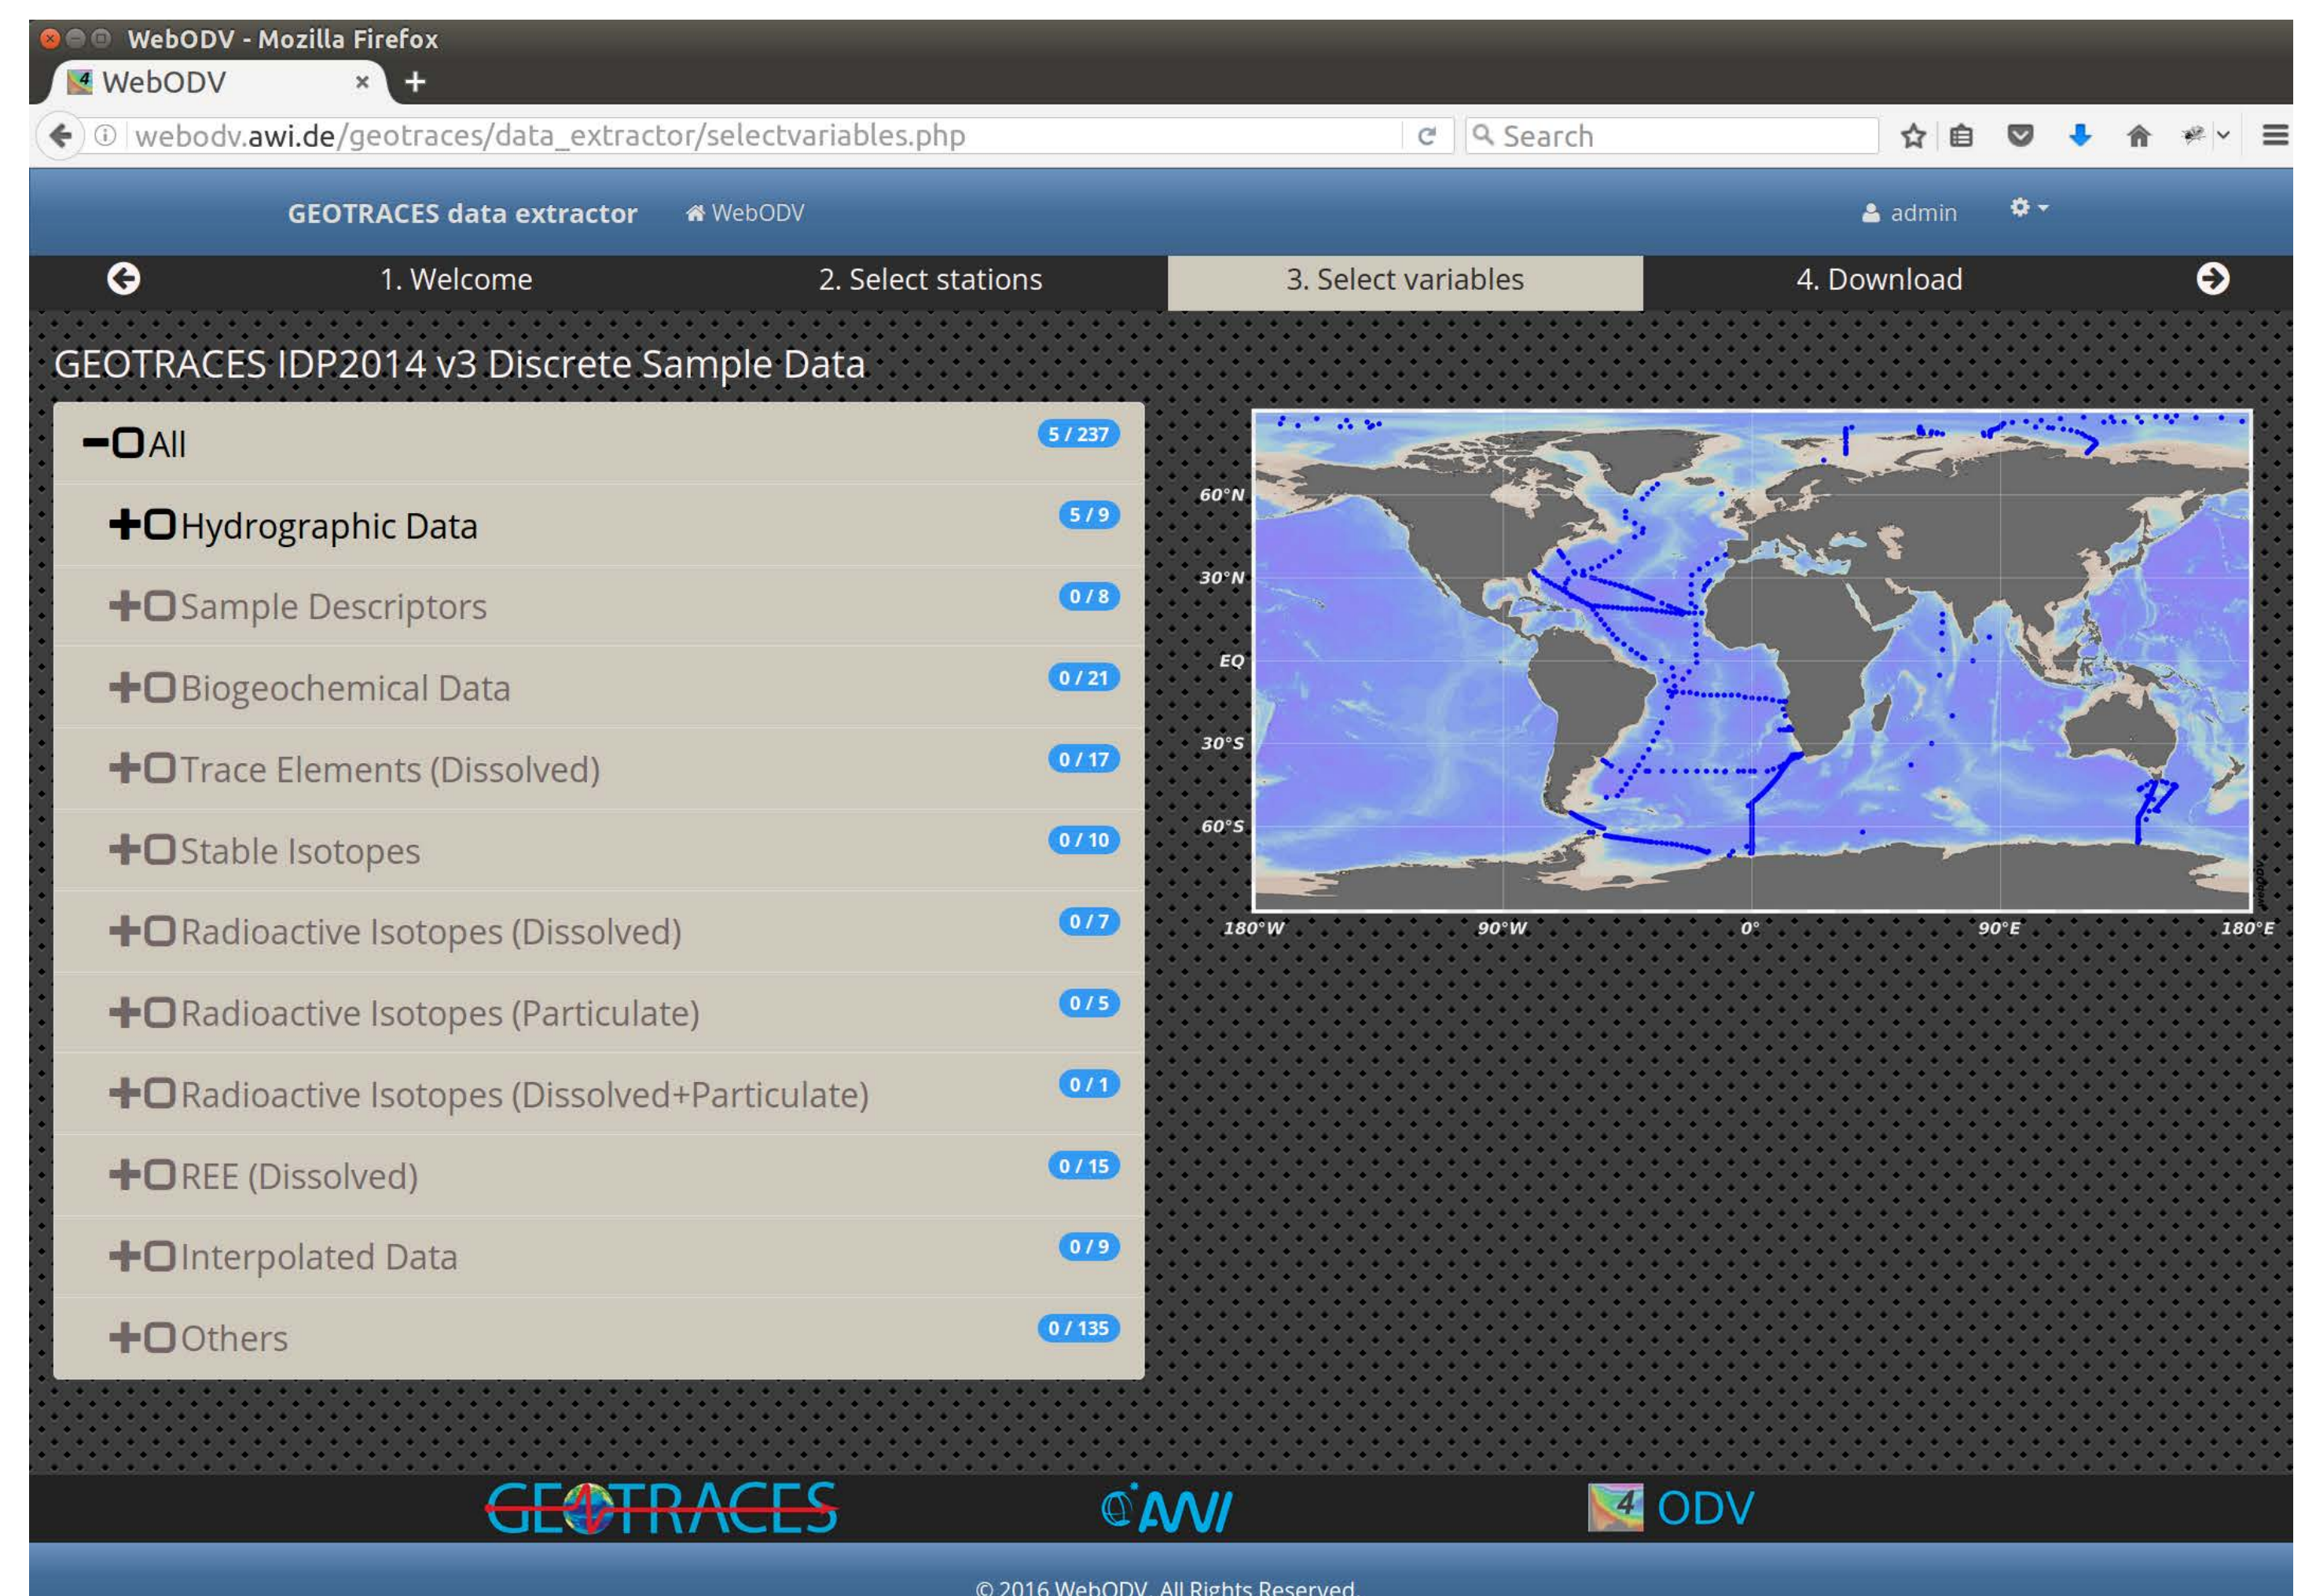 WebODV - Mozilla Firefox
WebODV
webodv.awi.de/geotraces/data_extractor/selectvariables.php
Search
GEOTRACES data extractor WebODV admin
1. Welcome 2. Select stations 3. Select variables 4. Download
GEOTRACES IDP2014 v3 Discrete Sample Data
All 5 / 237
Hydrographic Data 5 / 9
Sample Descriptors 0 / 8
Biogeochemical Data 0 / 21
Trace Elements (Dissolved) 0 / 17
Stable Isotopes 0 / 10
Radioactive Isotopes (Dissolved) 0 / 7
Radioactive Isotopes (Particulate) 0 / 5
Radioactive Isotopes (Dissolved+Particulate) 0 / 1
REE (Dissolved) 0 / 15
Interpolated Data 0 / 9
Others 0 / 135
60°N
30°N
EQ
30°S
60°S
180°W 90°W 0° 90°E 180°E
GEOTRACES AWI 4 ODV
© 2016 WebODV. All Rights Reserved.